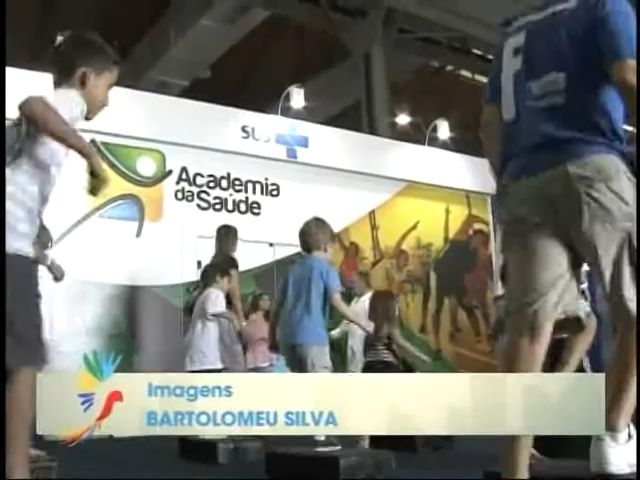 SUS
Academia
da Saúde
f
Imagens
BARTOLOMEU SILVA